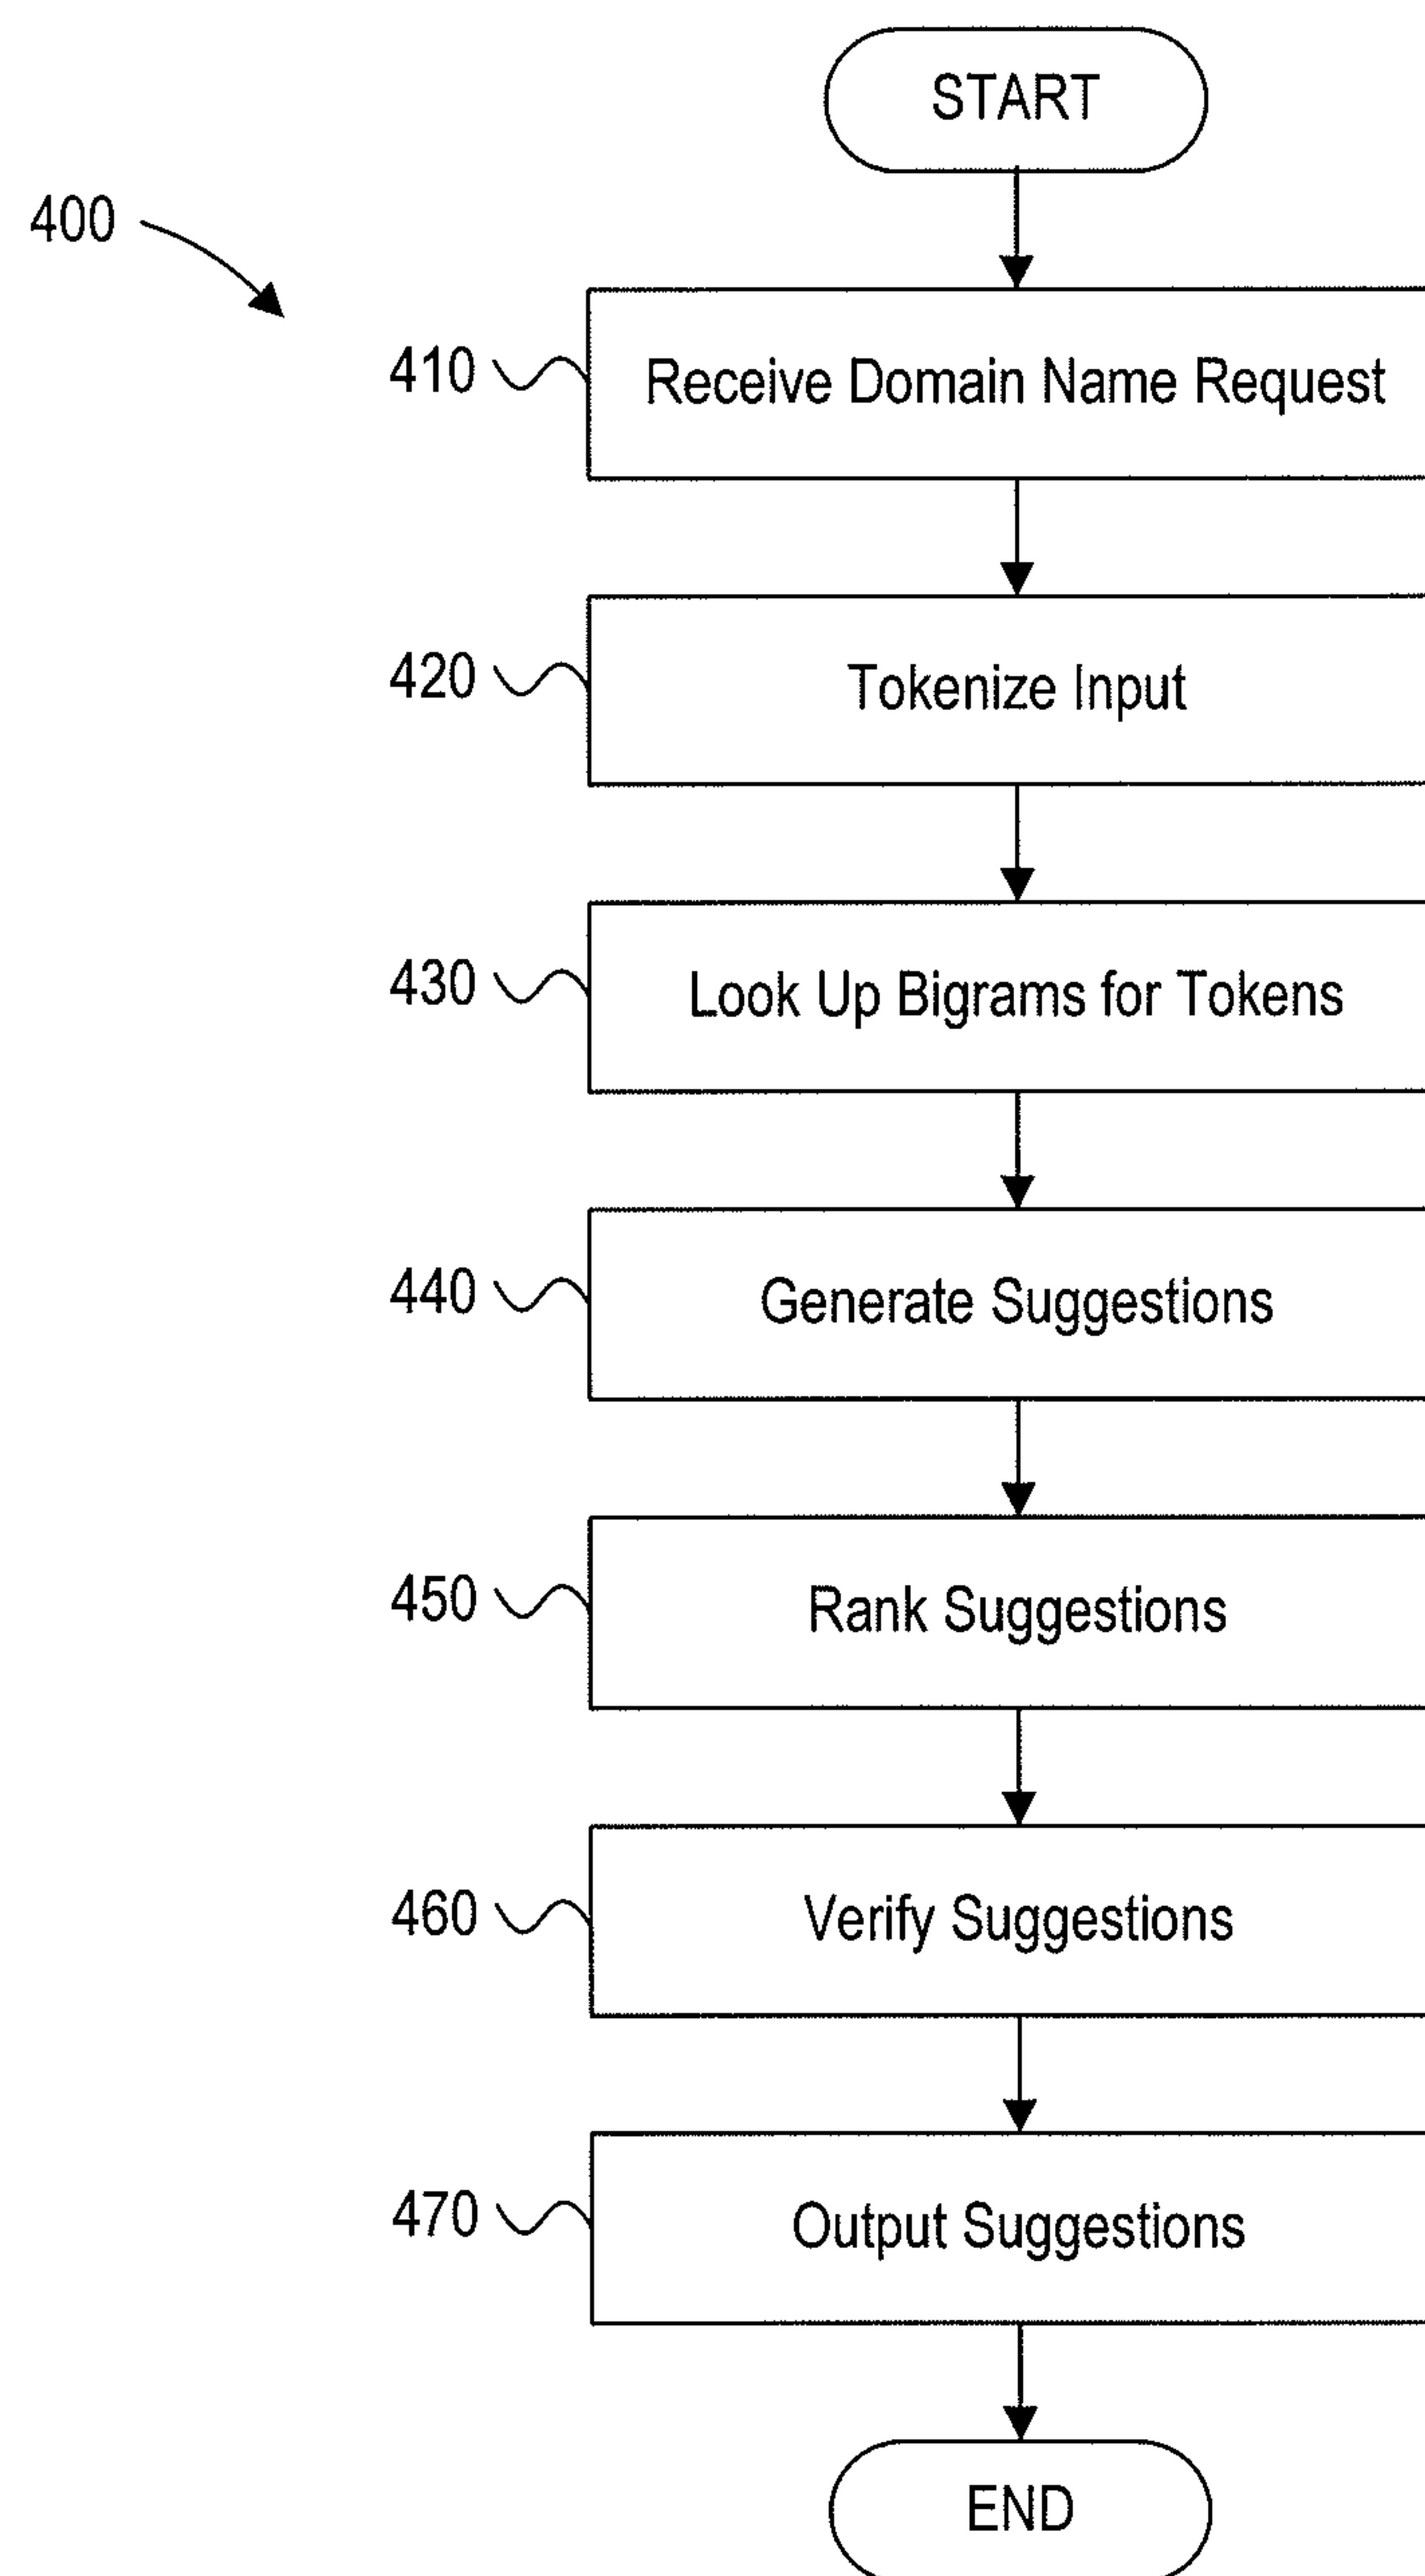 START
400
410
Receive Domain Name Request
420
Tokenize Input
430
Look Up Bigrams for Tokens
440
Generate Suggestions
450
Rank Suggestions
460
Verify Suggestions
470
Output Suggestions
END